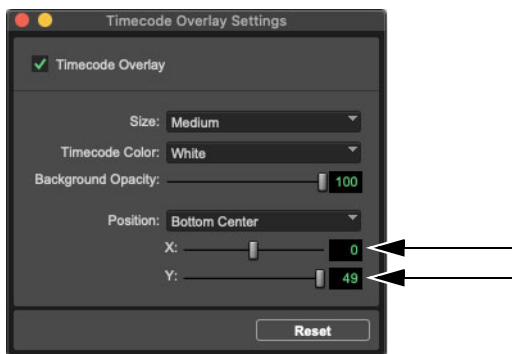 Timecode Overlay Settings
Timecode Overlay
Size: Medium
Timecode Color: White
Background Opacity: 100
Position: Bottom Center
X: 0
Y: 49
Reset